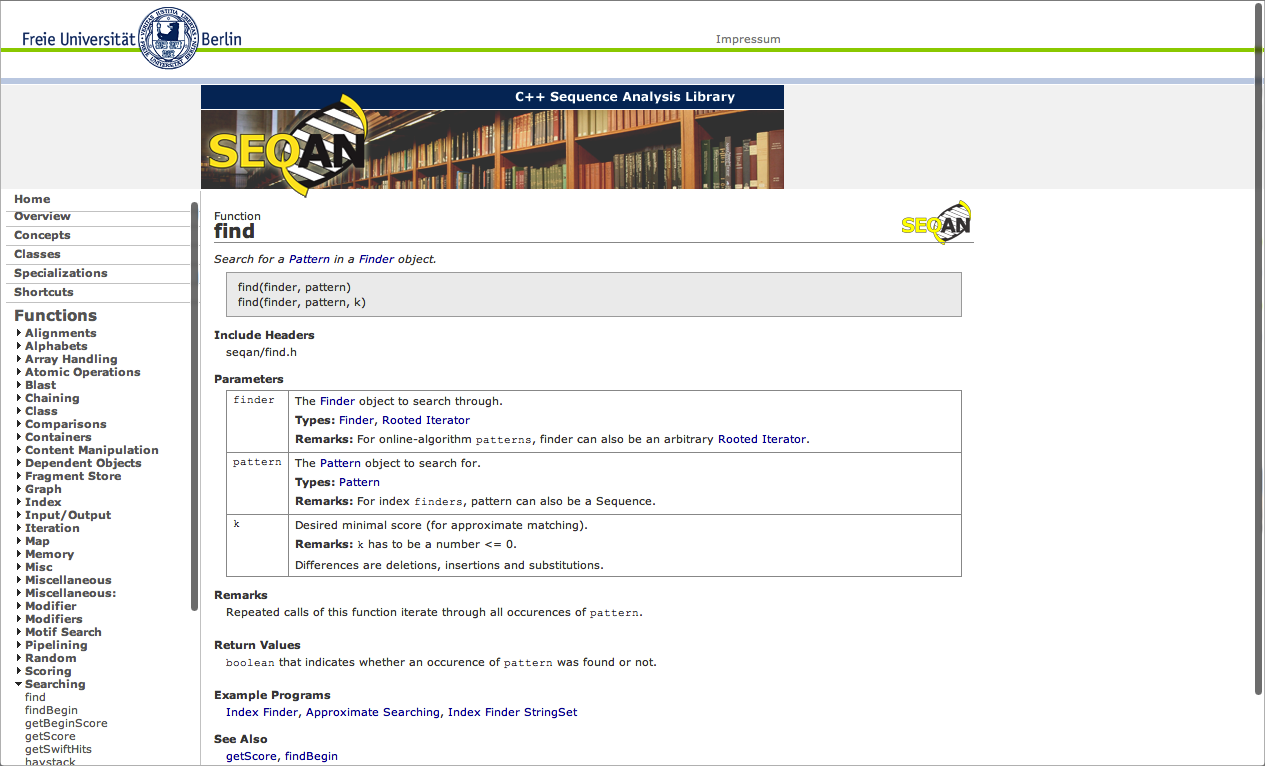 Freie Universität Berlin
Impressum
C++ Sequence Analysis Library
SEQAN
Home
Overview
Concepts
Classes
Specializations
Shortcuts
Functions
Alignments
Alphabets
Array Handling
Atomic Operations
Blast
Chaining
Class
Comparisons
Containers
Content Manipulation
Dependent Objects
Fragment Store
Graph
Index
Input/Output
Iteration
Map
Memory
Misc
Miscellaneous
Miscellaneous:
Modifier
Modifiers
Motif Search
Pipelining
Random
Scoring
Searching
find
findBegin
getBeginScore
getScore
getSwiftHits
haystack
Function
find
SEQAN
Search for a Pattern in a Finder object.
find(finder, pattern)
find(finder, pattern, k)
Include Headers
seqan/find.h
Parameters
finder
The Finder object to search through.
Types: Finder, Rooted Iterator
Remarks: For online-algorithm patterns, finder can also be an arbitrary Rooted Iterator.
pattern
The Pattern object to search for.
Types: Pattern
Remarks: For index finders, pattern can also be a Sequence.
k
Desired minimal score (for approximate matching).
Remarks: k has to be a number <= 0.
Differences are deletions, insertions and substitutions.
Remarks
Repeated calls of this function iterate through all occurences of pattern.
Return Values
boolean that indicates whether an occurence of pattern was found or not.
Example Programs
Index Finder, Approximate Searching, Index Finder StringSet
See Also
getScore, findBegin